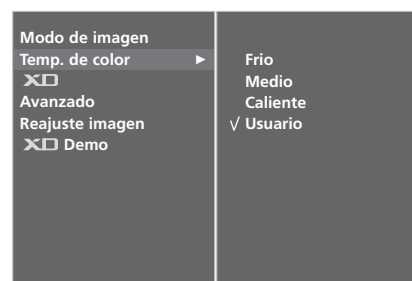 Modo de imagen
Temp. de color ►
XD
Avanzado
Reajuste imagen
XD Demo
Frio
Medio
Caliente
√ Usuario